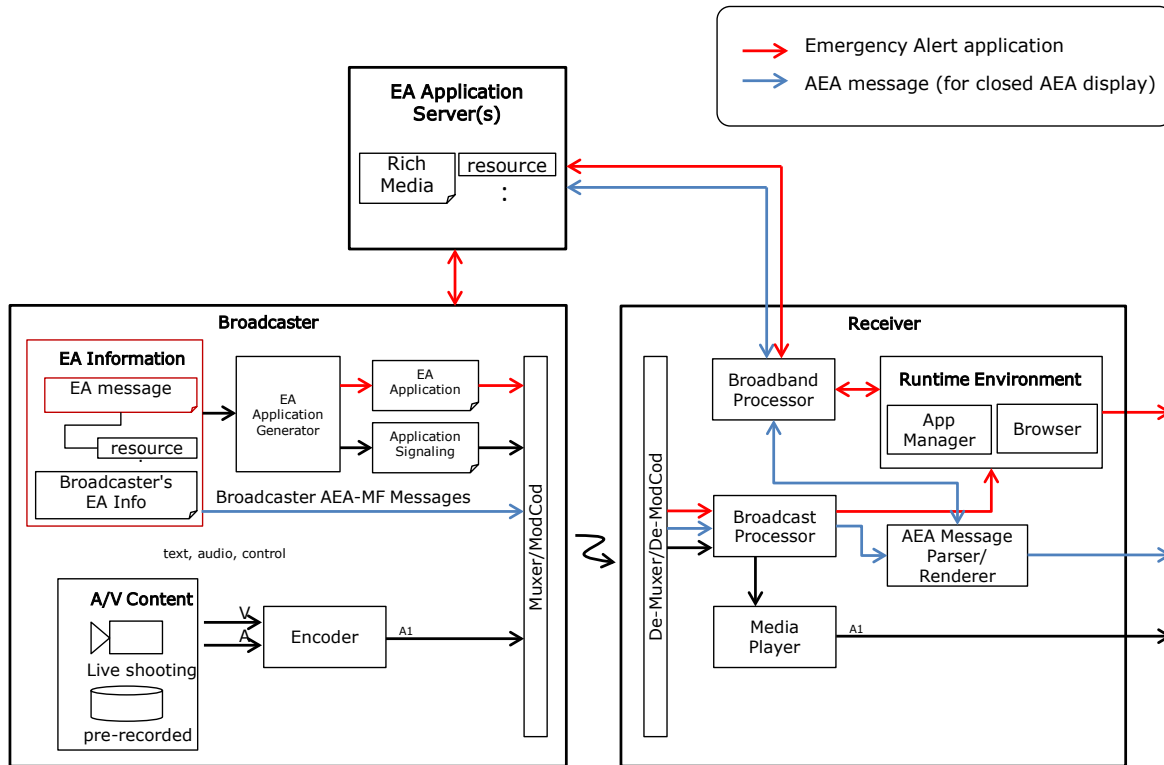 Emergency Alert application
AEA message (for closed AEA display)
EA Application
Server(s)
Rich
Media
resource
:
Broadcaster
EA Information
EA message
resource
.
Broadcaster's
EA Info
EA
Application
Generator
EA
Application
Application
Signaling
Broadcaster AEA-MF Messages
text, audio, control
A/V Content
Live shooting
pre-recorded
V
A
Encoder
A1
Muxer/ModCod
Receiver
De-Muxer/De-ModCod
Broadband
Processor
Runtime Environment
App
Manager
Browser
Broadcast
Processor
AEA Message
Parser/
Renderer
Media
Player
A1